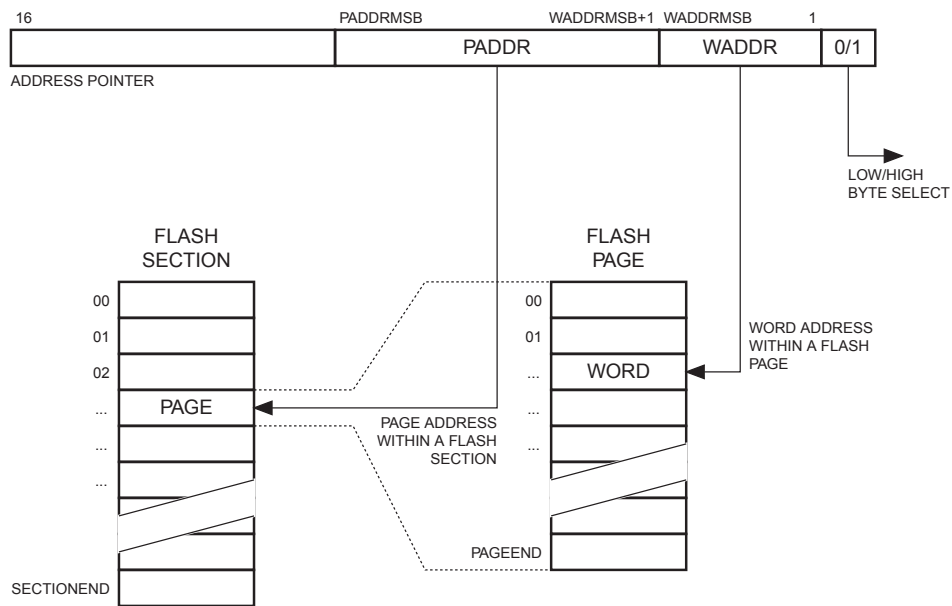 16 PADDRMSB WADDRMSB+1 WADDRMSB 1
PADDR WADDR 0/1
ADDRESS POINTER
LOW/HIGH
BYTE SELECT
FLASH
SECTION
00
01
02
...
PAGE
...
...
SECTIONEND
PAGE ADDRESS
WITHIN A FLASH
SECTION
FLASH
PAGE
00
01
...
WORD
...
...
PAGEEND
WORD ADDRESS
WITHIN A FLASH
PAGE